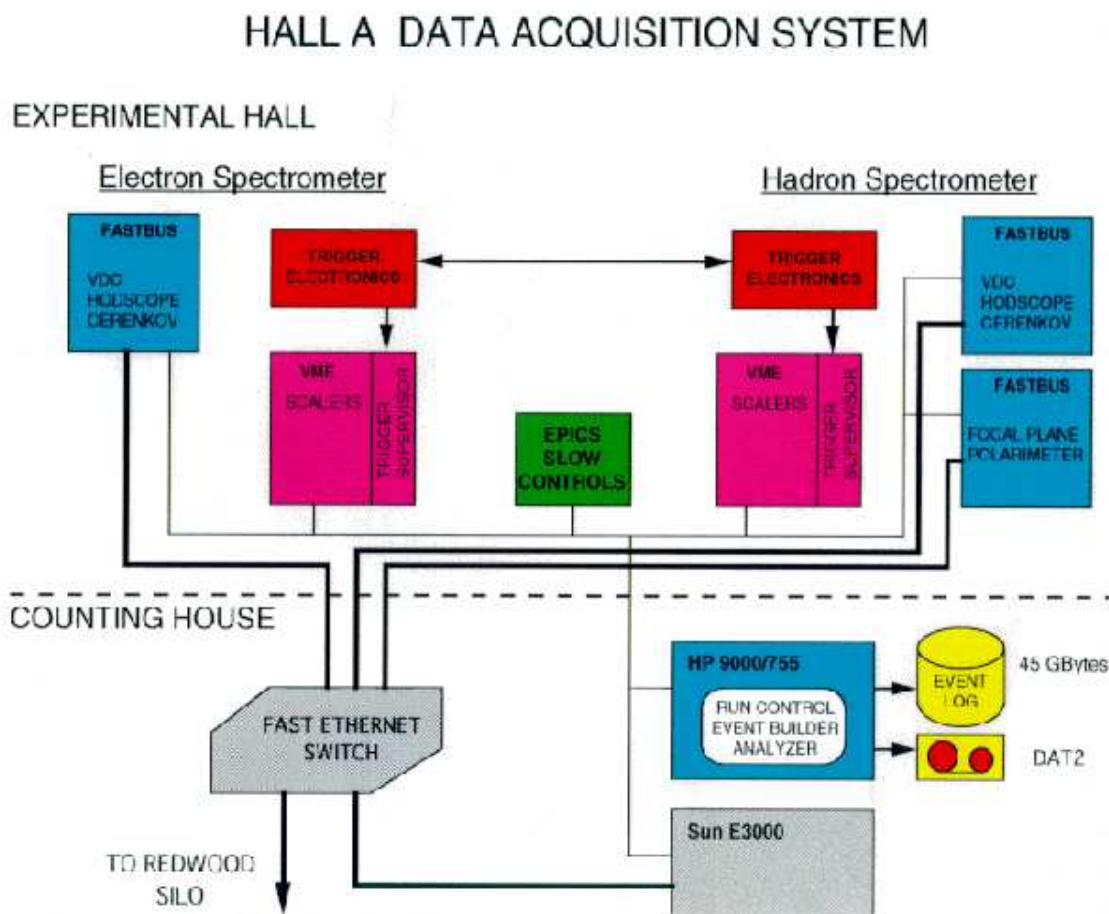 HALL A DATA ACQUISITION SYSTEM
EXPERIMENTAL HALL
Electron Spectrometer
Hadron Spectrometer
FASTBUS
VDC
HODSCOPE
CERENKOV
TRIGGER
ELECTRONICS
VME
SCALERS
TRIGGER
SUPERVISOR
EPICS
SLOW
CONTROLS
TRIGGER
ELECTRONICS
VME
SCALERS
TRIGGER
SUPERVISOR
FASTBUS
VDC
HODSCOPE
CERENKOV
FASTBUS
FOCAL PLANE
POLARIMETER
COUNTING HOUSE
FAST ETHERNET
SWITCH
TO REDWOOD
SILO
HP 9000/755
RUN CONTROL
EVENT BUILDER
ANALYZER
EVENT
LOG
45 GBytes
DAT2
Sun E3000